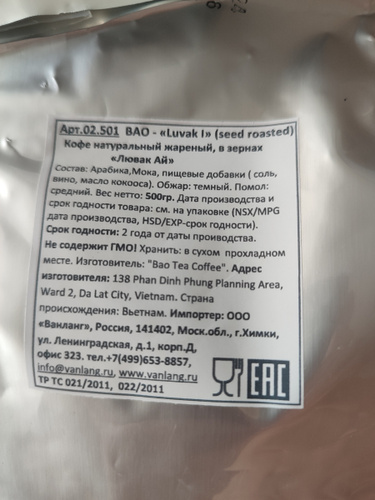 Арт.02.501 ВАО - «Luvak I» (seed roasted)
Кофе натуральный жареный, в зернах
«Лювак Ай»
Состав: Арабика,Мока, пищевые добавки ( соль,
вино, масло кокоса). Обжар: темный. Помол:
средний. Вес нетто: 500гр. Дата производства и
срок годности товара: см. на упаковке (NSX/MPG
дата производства, HSD/EXP-срок годности).
Срок годности: 2 года от даты проиводства.
Не содержит ГМО! Хранить: в сухом прохладном
месте. Изготовитель: "Bao Tea Coffee". Адрес
изготовителя: 138 Phan Dinh Phung Planning Area,
Ward 2, Da Lat City, Vietnam. Страна
происхождения: Вьетнам. Импортер: ООО
«Ванланг», Россия, 141402, Моск.обл., г.Химки,
ул. Ленинградская, д.1, корп.Д,
офис 323. тел.+7(499)653-8857,
info@vanlang.ru, www.vanlang.ru
ТР ТС 021/2011, 022/2011
EAC